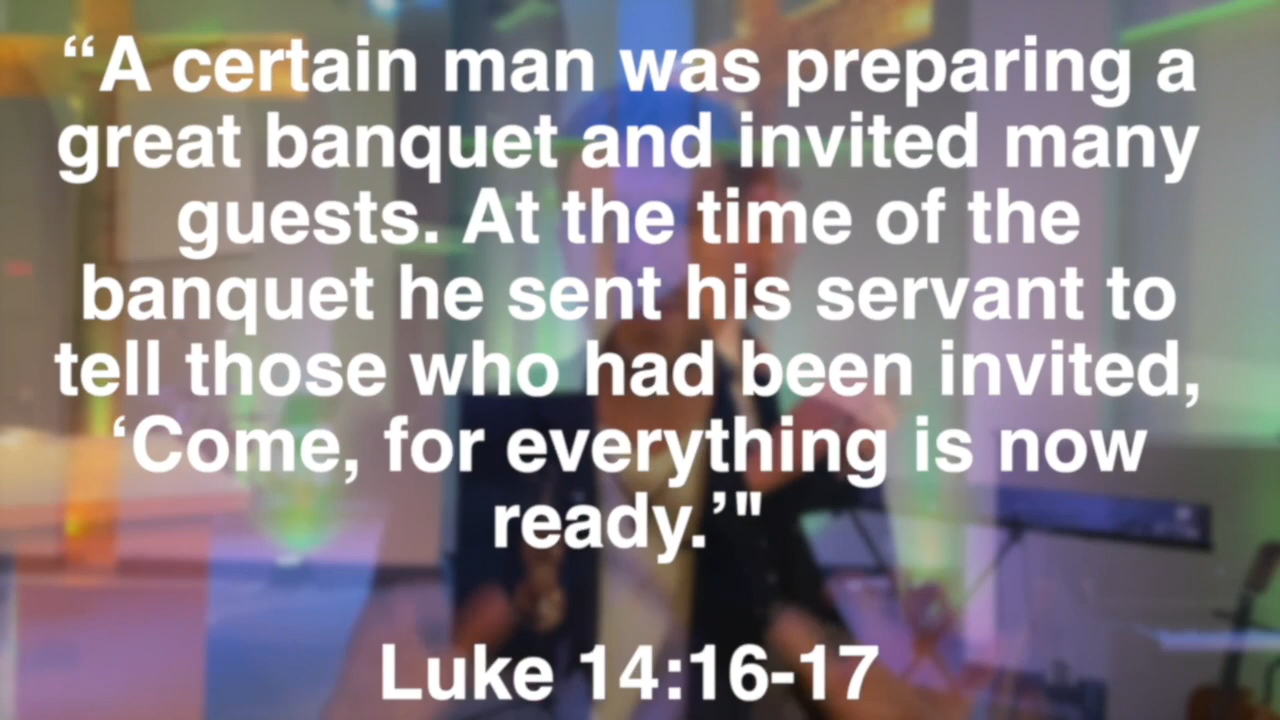 “A certain man was preparing a
great banquet and invited many
guests. At the time of the
banquet he sent his servant to
tell those who had been invited,
‘Come, for everything is now
ready.’"
Luke 14:16-17